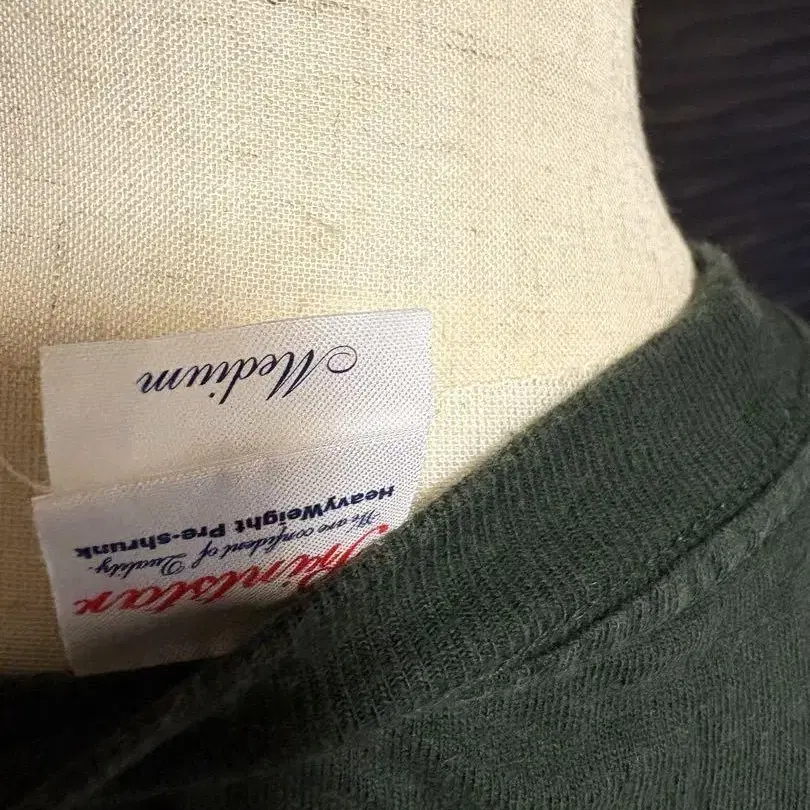 Printstar
We are confident of Quality.
HeavyWeight Pre-shrunk
Medium